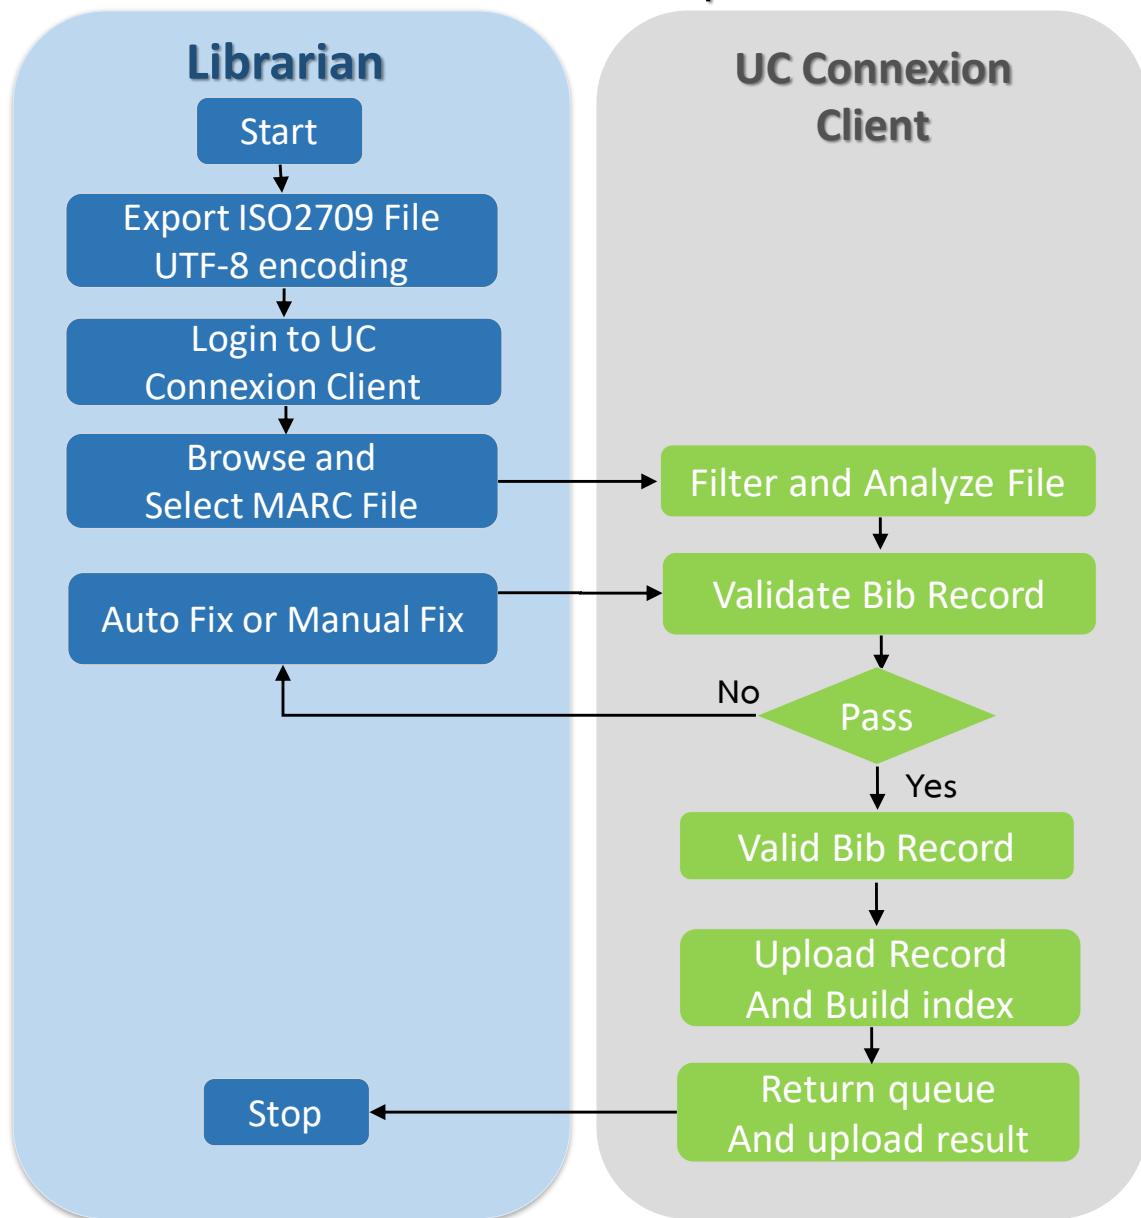 Librarian
Start
Export ISO2709 File
UTF-8 encoding
Login to UC
Connexion Client
Browse and
Select MARC File
Auto Fix or Manual Fix
Stop
UC Connexion
Client
Filter and Analyze File
Validate Bib Record
Pass
No
Yes
Valid Bib Record
Upload Record
And Build index
Return queue
And upload result